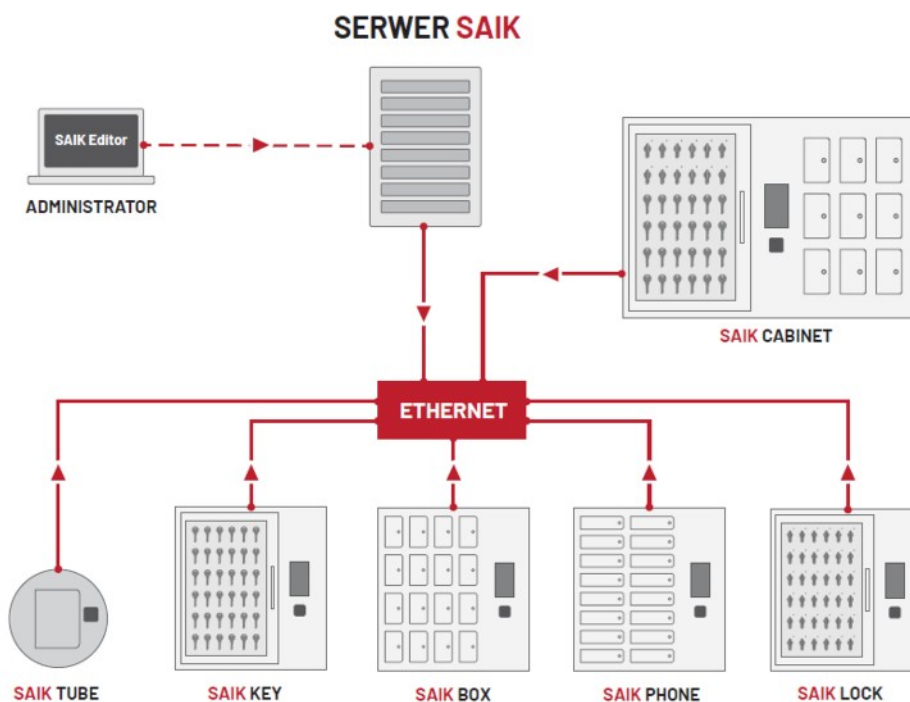 SERWER SAIK
SAIK Editor
ADMINISTRATOR
SAIK CABINET
ETHERNET
SAIK TUBE
SAIK KEY
SAIK BOX
SAIK PHONE
SAIK LOCK